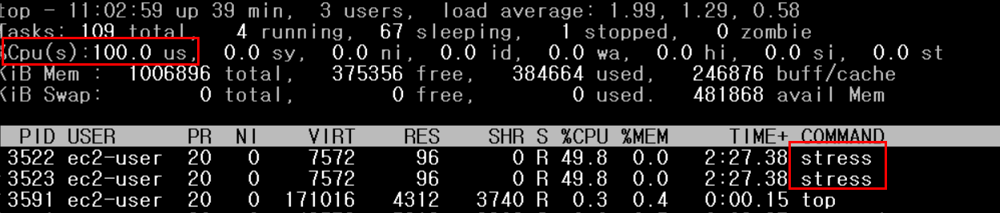 top - 11:02:59 up 39 min,  3 users,  load average: 1.99, 1.29, 0.58
Tasks: 109 total,   4 running,  67 sleeping,   1 stopped,   0 zombie
%Cpu(s):100.0 us,  0.0 sy,  0.0 ni,  0.0 id,  0.0 wa,  0.0 hi,  0.0 si,  0.0 st
KiB Mem :  1006896 total,   375356 free,   384664 used,   246876 buff/cache
KiB Swap:        0 total,        0 free,        0 used.   481868 avail Mem
PID USER      PR  NI    VIRT    RES    SHR S %CPU %MEM     TIME+ COMMAND
3522 ec2-user  20   0    7572     96      0 R 49.8  0.0   2:27.38 stress
3523 ec2-user  20   0    7572     96      0 R 49.8  0.0   2:27.38 stress
3591 ec2-user  20   0  171016   4312   3740 R  0.3  0.4   0:00.15 top